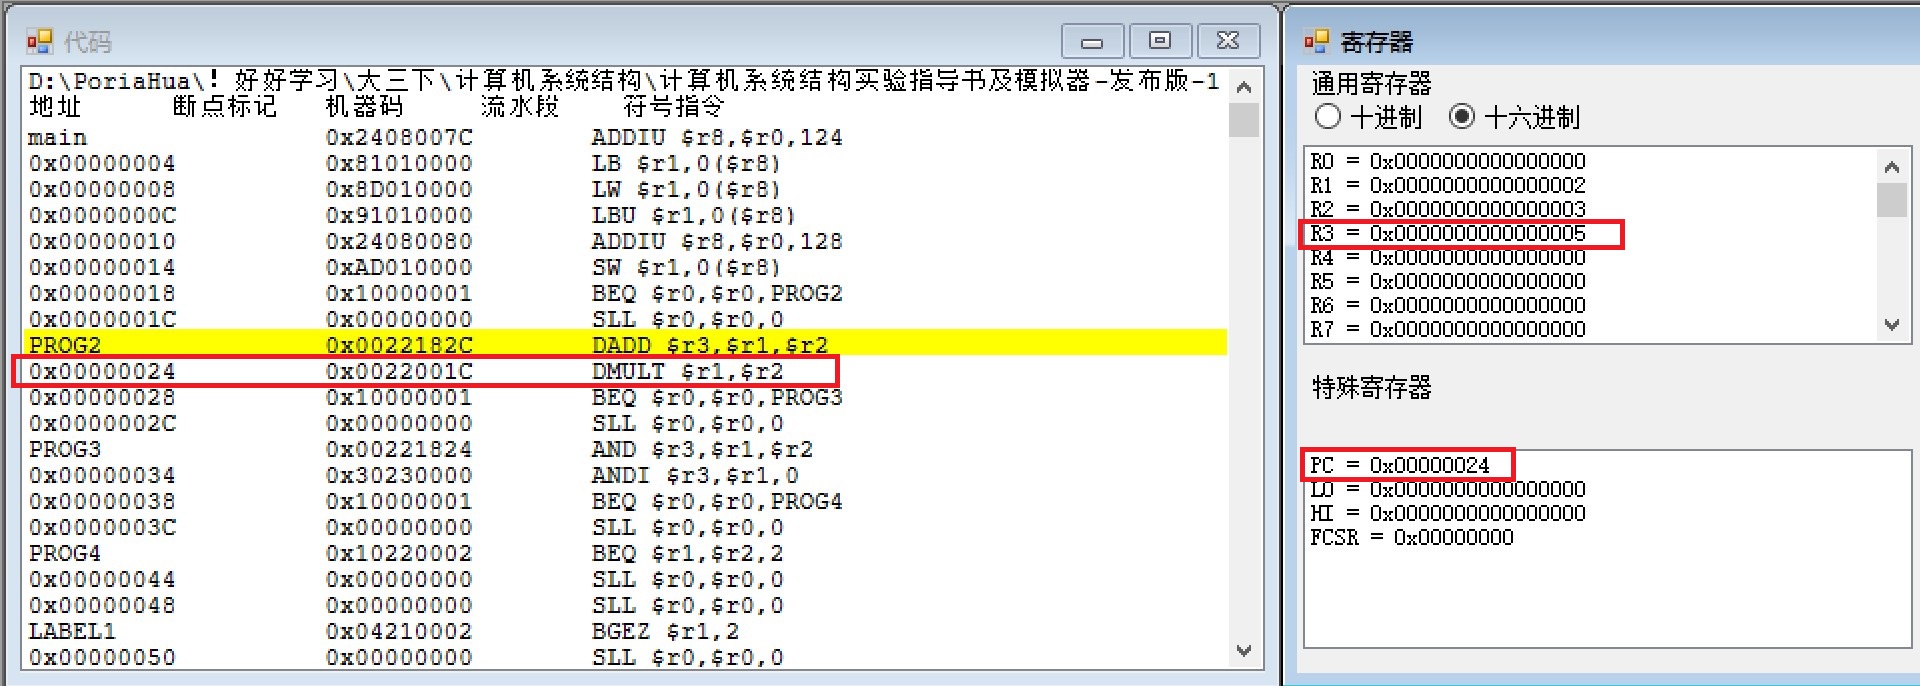 代码
D:\PoriaHua\! 好好学习\大三下\计算机系统结构\计算机系统结构实验指导书及模拟器-发布版-1
地址 断点标记 机器码 流水段 符号指令
main 0x2408007C ADDIU $r8,$r0,124
0x00000004 0x81010000 LB $r1,0($r8)
0x00000008 0x8D010000 LW $r1,0($r8)
0x0000000C 0x91010000 LBU $r1,0($r8)
0x00000010 0x24080080 ADDIU $r8,$r0,128
0x00000014 0xAD010000 SW $r1,0($r8)
0x00000018 0x10000001 BEQ $r0,$r0,PROG2
0x0000001C 0x00000000 SLL $r0,$r0,0
PROG2 0x0022182C DADD $r3,$r1,$r2
0x00000024 0x0022001C DMULT $r1,$r2
0x00000028 0x10000001 BEQ $r0,$r0,PROG3
0x0000002C 0x00000000 SLL $r0,$r0,0
PROG3 0x00221824 AND $r3,$r1,$r2
0x00000034 0x30230000 ANDI $r3,$r1,0
0x00000038 0x10000001 BEQ $r0,$r0,PROG4
0x0000003C 0x00000000 SLL $r0,$r0,0
PROG4 0x10220002 BEQ $r1,$r2,2
0x00000044 0x00000000 SLL $r0,$r0,0
0x00000048 0x00000000 SLL $r0,$r0,0
LABEL1 0x04210002 BGEZ $r1,2
0x00000050 0x00000000 SLL $r0,$r0,0
寄存器
通用寄存器
十进制 十六进制
R0 = 0x0000000000000000
R1 = 0x0000000000000002
R2 = 0x0000000000000003
R3 = 0x0000000000000005
R4 = 0x0000000000000000
R5 = 0x0000000000000000
R6 = 0x0000000000000000
R7 = 0x0000000000000000
特殊寄存器
PC = 0x00000024
LO = 0x0000000000000000
HI = 0x0000000000000000
FCSR = 0x00000000